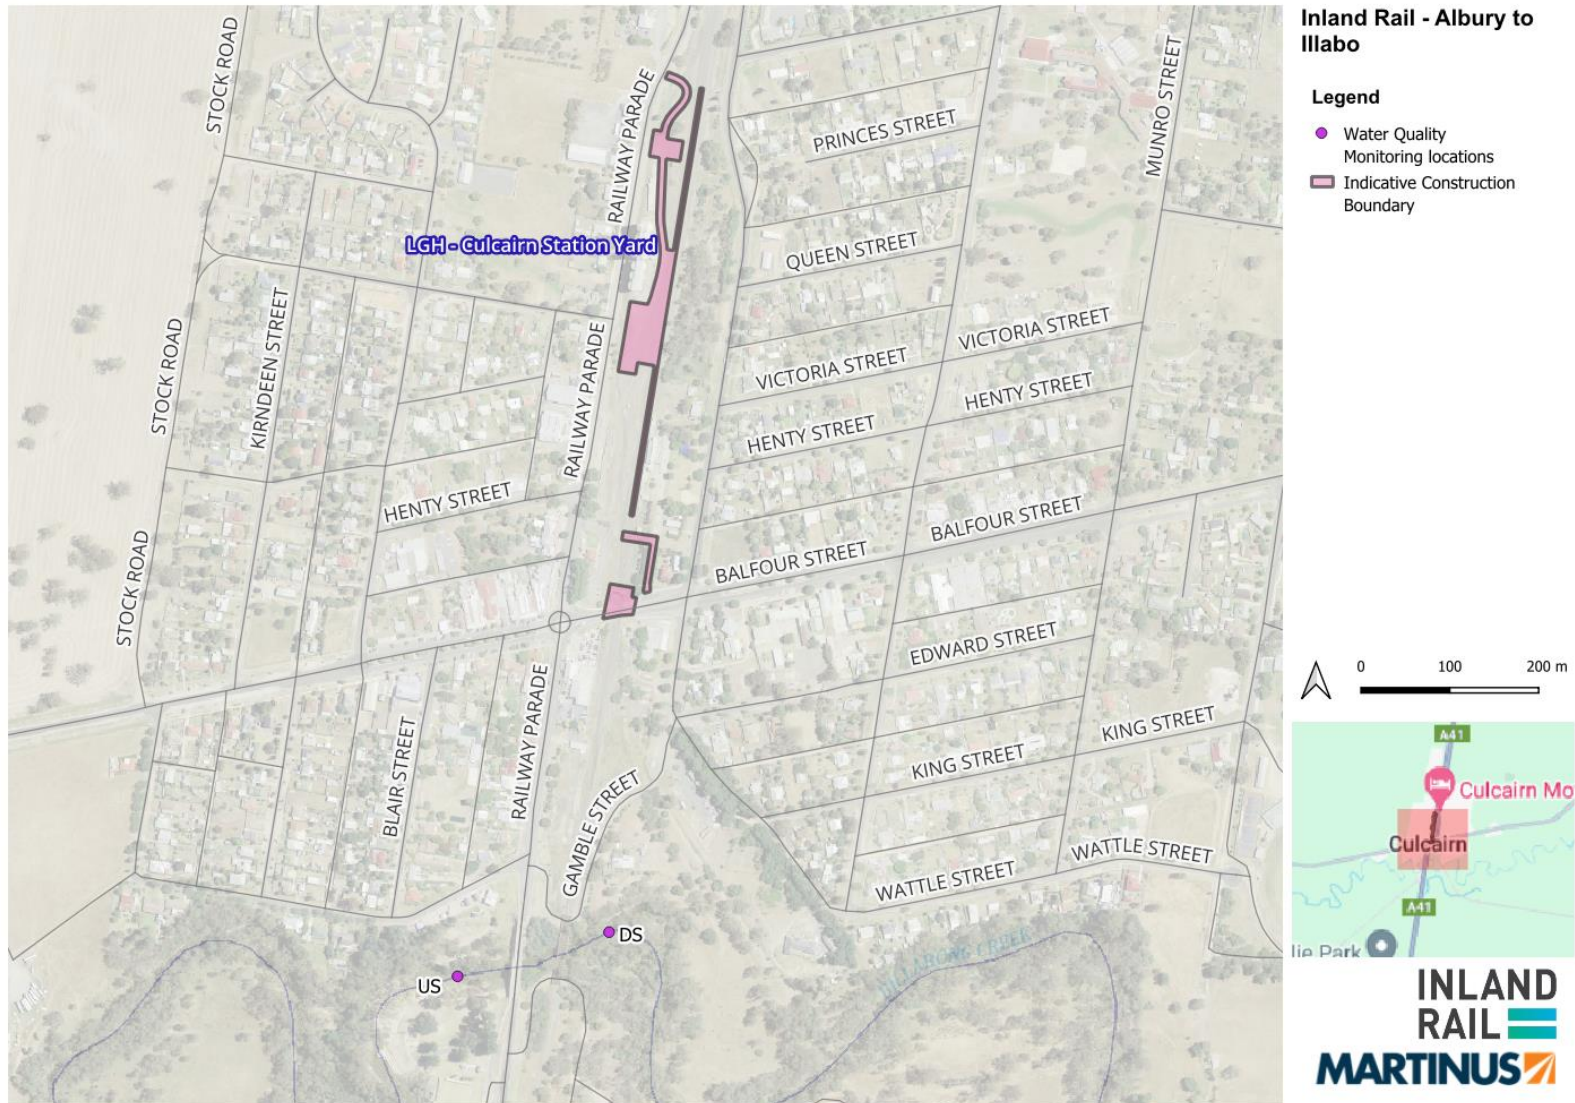 Inland Rail - Albury to
Illabo
Legend
Water Quality
Monitoring locations
Indicative Construction
Boundary
STOCK ROAD
RAILWAY PARADE
MUNRO STREET
PRINCES STREET
LGH - Culcairn Station Yard
QUEEN STREET
KIRNDEEN STREET
STOCK ROAD
RAILWAY PARADE
VICTORIA STREET
VICTORIA STREET
HENTY STREET
HENTY STREET
HENTY STREET
STOCK ROAD
BALFOUR STREET
BALFOUR STREET
EDWARD STREET
RAILWAY PARADE
BLAIR STREET
KING STREET
KING STREET
GAMBLE STREET
WATTLE STREET
WATTLE STREET
DS
US
0 100 200 m
A41
Culcairn Mo
Culcairn
A41
lie Park
INLAND
RAIL
MARTINUS